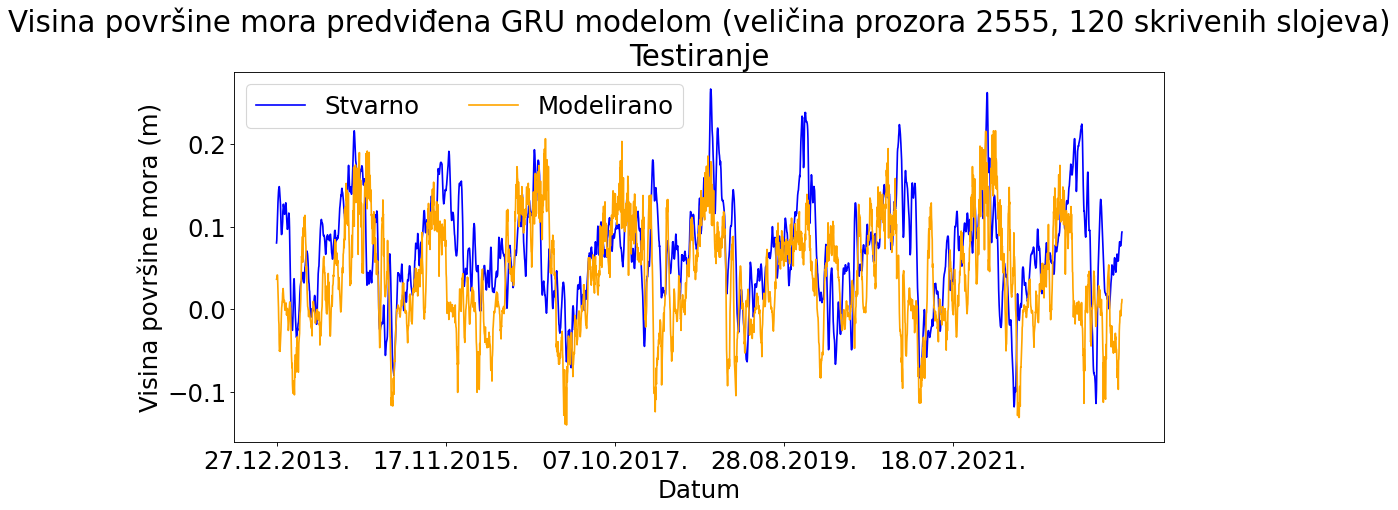 Visina površine mora predviđena GRU modelom (veličina prozora 2555, 120 skrivenih slojeva)
Testiranje
Stvarno
Modelirano
Visina površine mora (m)
0.2
0.1
0.0
−0.1
27.12.2013.
17.11.2015.
07.10.2017.
28.08.2019.
18.07.2021.
Datum